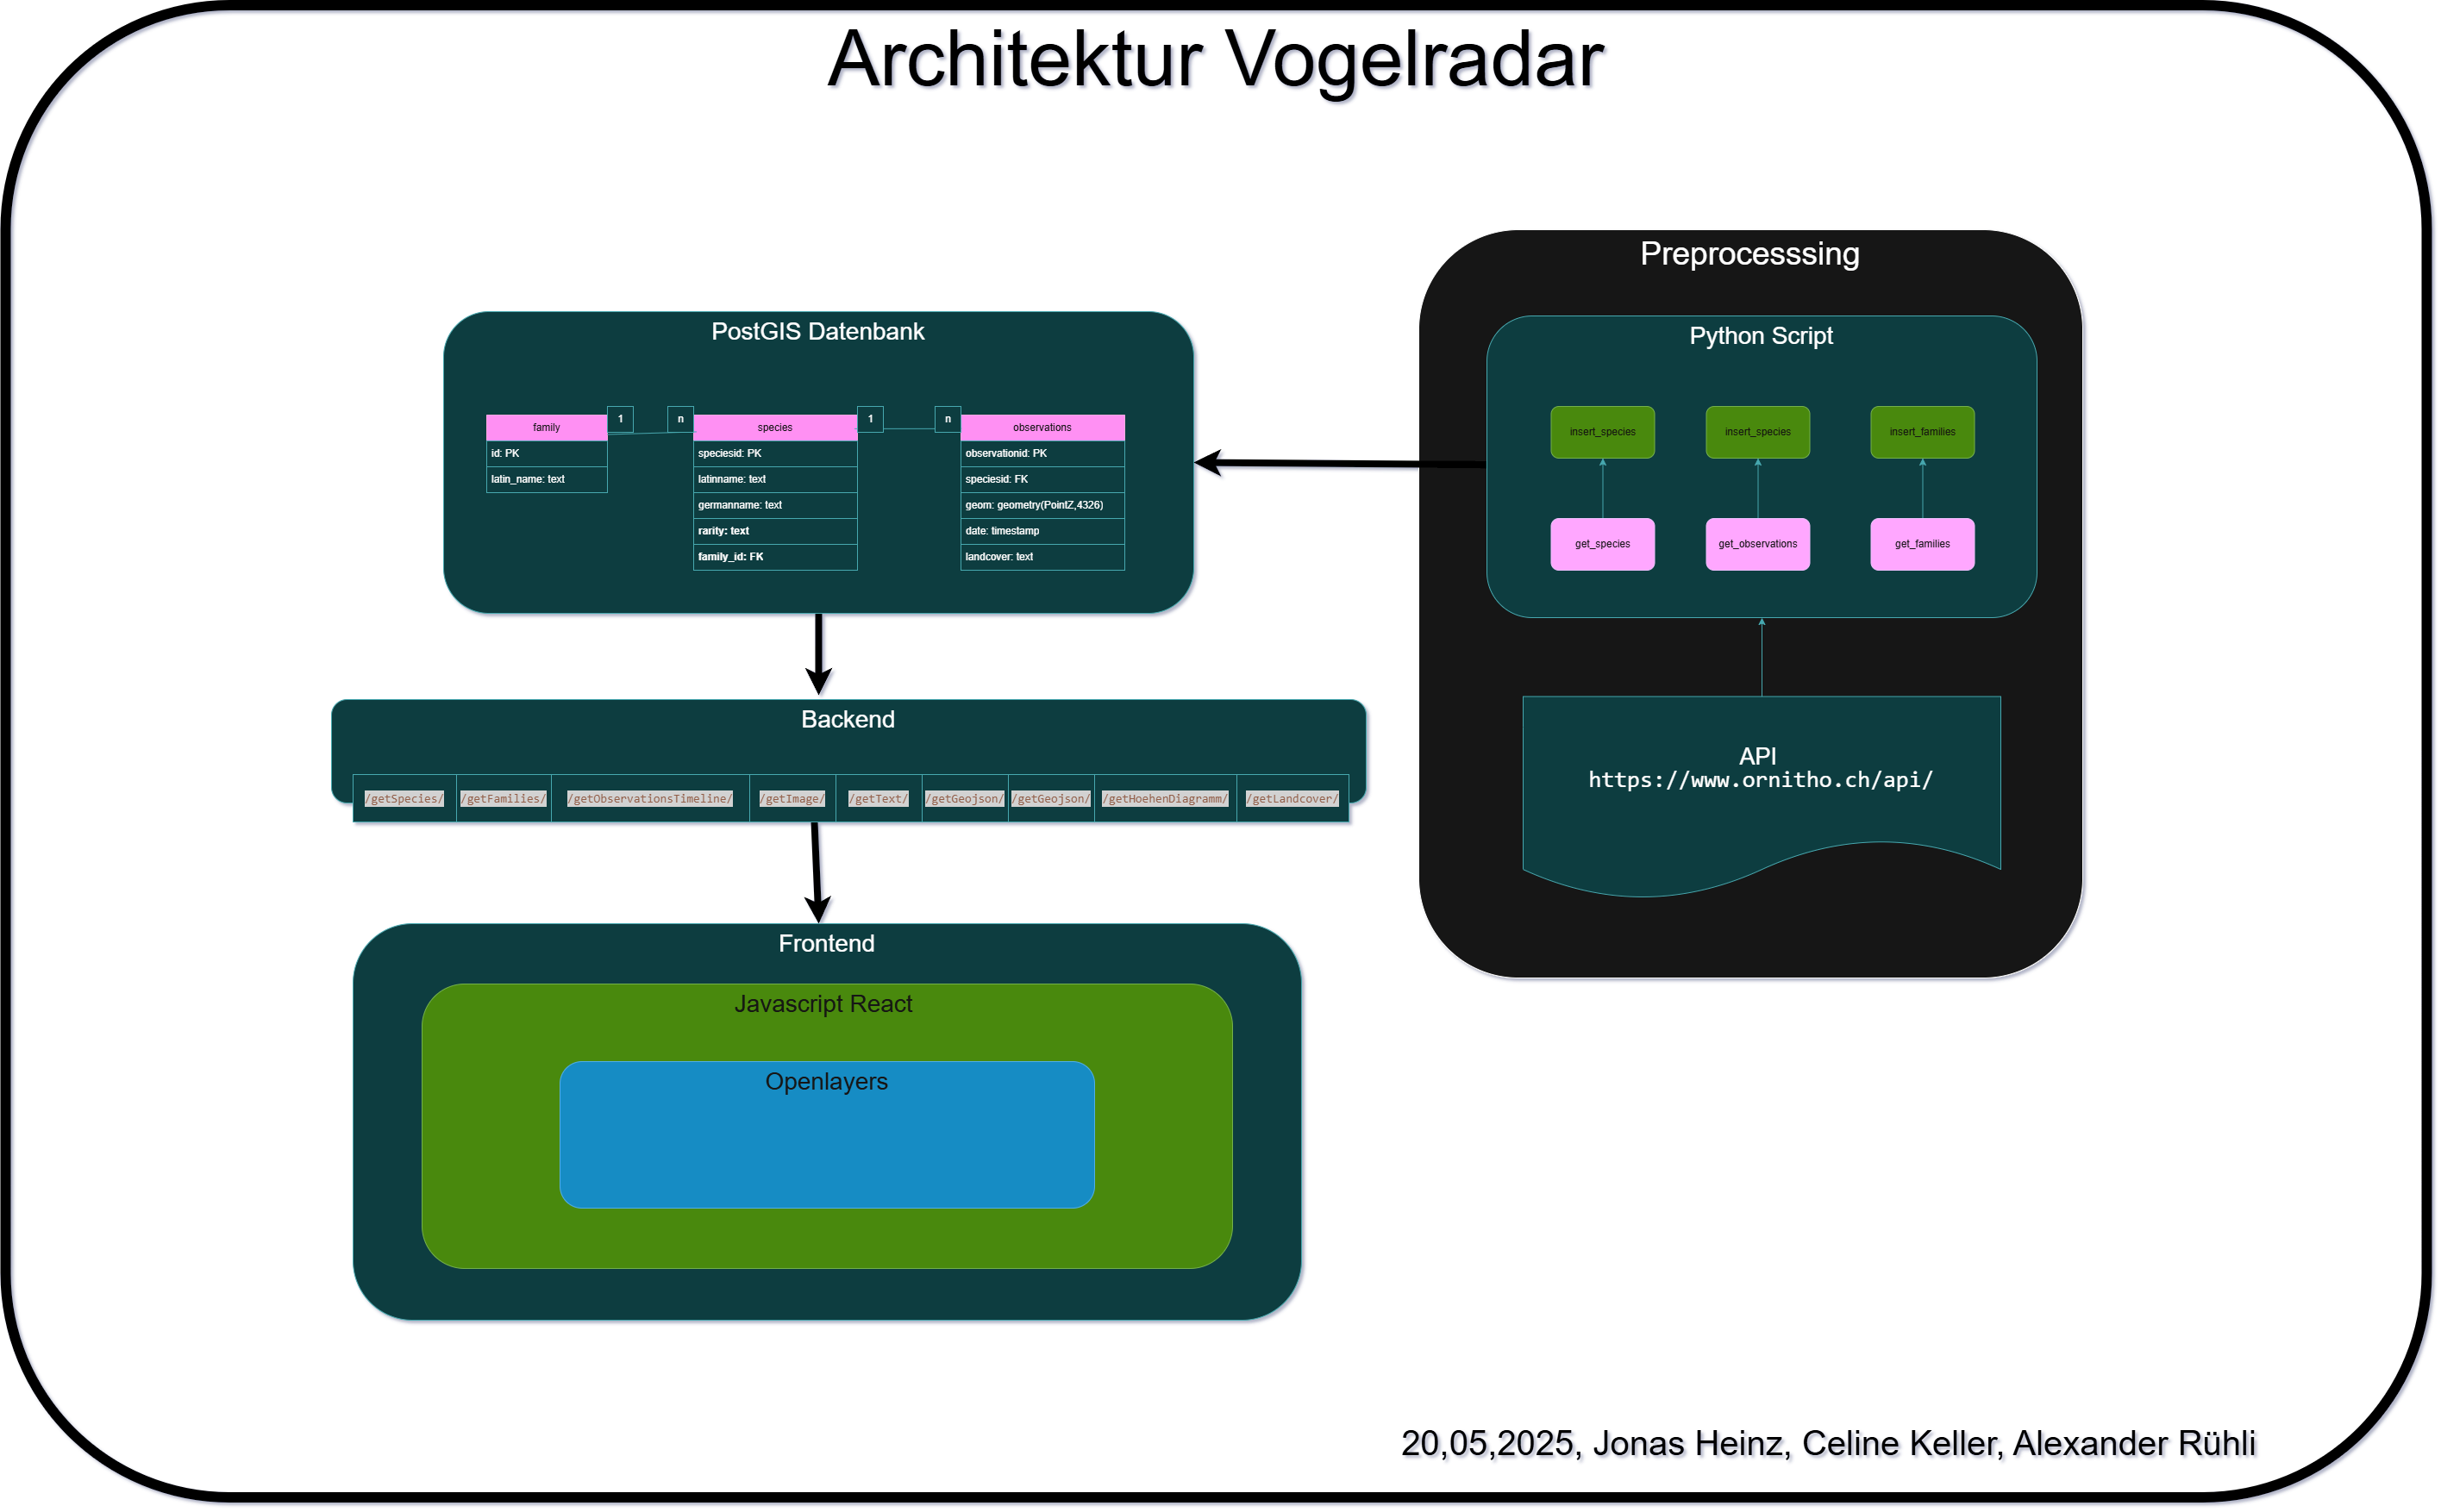 Architektur Vogelradar
Preprocesssing
PostGIS Datenbank
Python Script
family
1
n
species
1
n
observations
id: PK
latin_name: text
speciesid: PK
latinname: text
germanname: text
rarity: text
family_id: FK
observationid: PK
speciesid: FK
geom: geometry(PointZ,4326)
date: timestamp
landcover: text
insert_species
insert_species
insert_families
get_species
get_observations
get_families
API
https://www.ornitho.ch/api/
Backend
/getSpecies/
/getFamilies/
/getObservationsTimeline/
/getImage/
/getText/
/getGeojson/
/getGeojson/
/getHoehenDiagramm/
/getLandcover/
Frontend
Javascript React
Openlayers
20,05,2025, Jonas Heinz, Celine Keller, Alexander Rühli